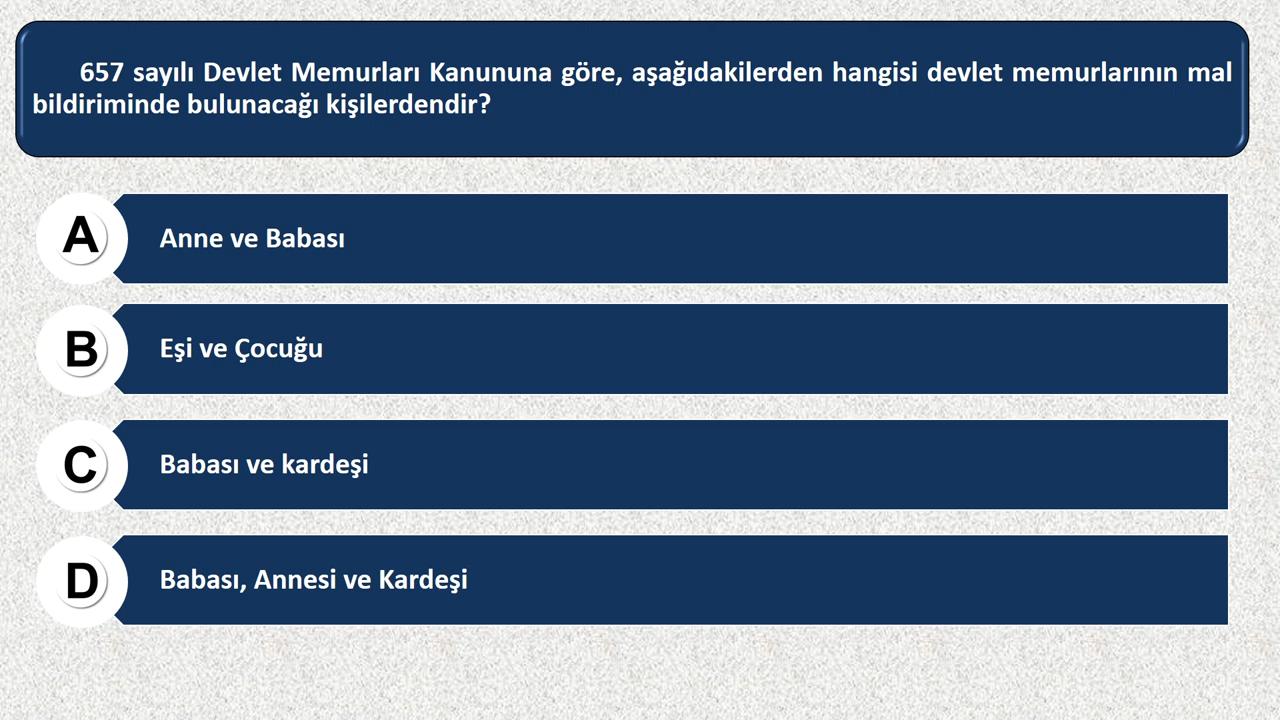 657 sayılı Devlet Memurları Kanununa göre, aşağıdakilerden hangisi devlet memurlarının mal
bildiriminde bulunacağı kişilerdendir?
A
Anne ve Babası
B
Eşi ve Çocuğu
C
Babası ve kardeşi
D
Babası, Annesi ve Kardeşi